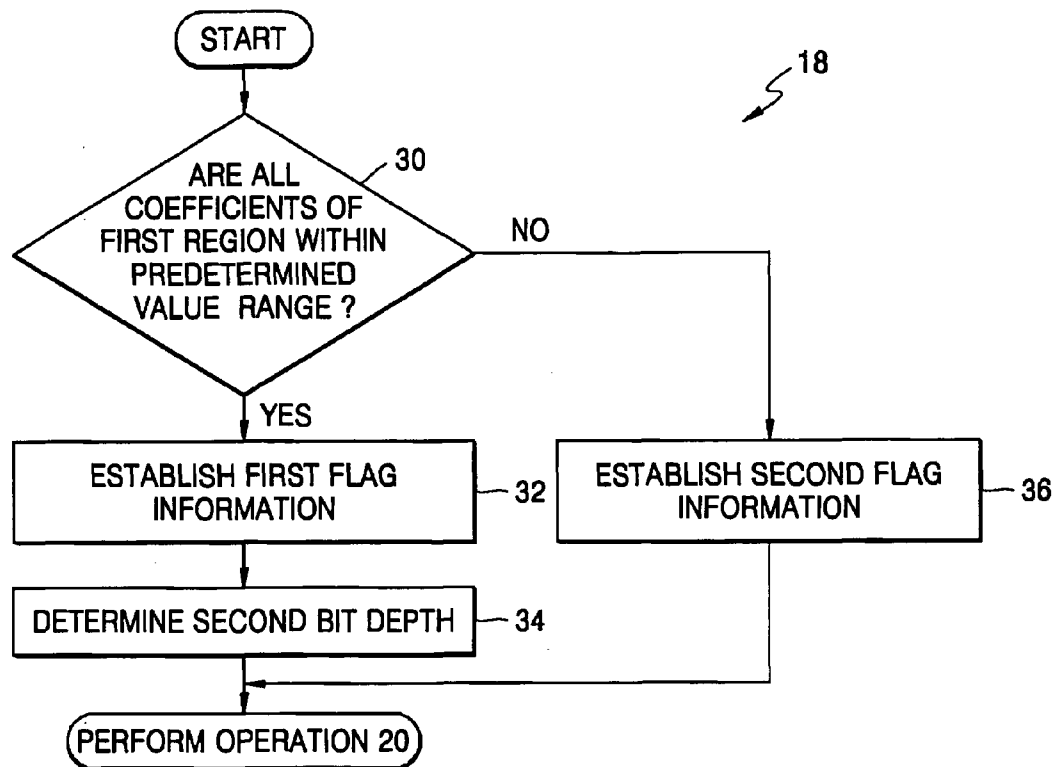 START
18
30
ARE ALL
COEFFICIENTS OF
FIRST REGION WITHIN
PREDETERMINED
VALUE RANGE ?
NO
YES
ESTABLISH FIRST FLAG
INFORMATION
32
ESTABLISH SECOND FLAG
INFORMATION
36
DETERMINE SECOND BIT DEPTH
34
PERFORM OPERATION 20